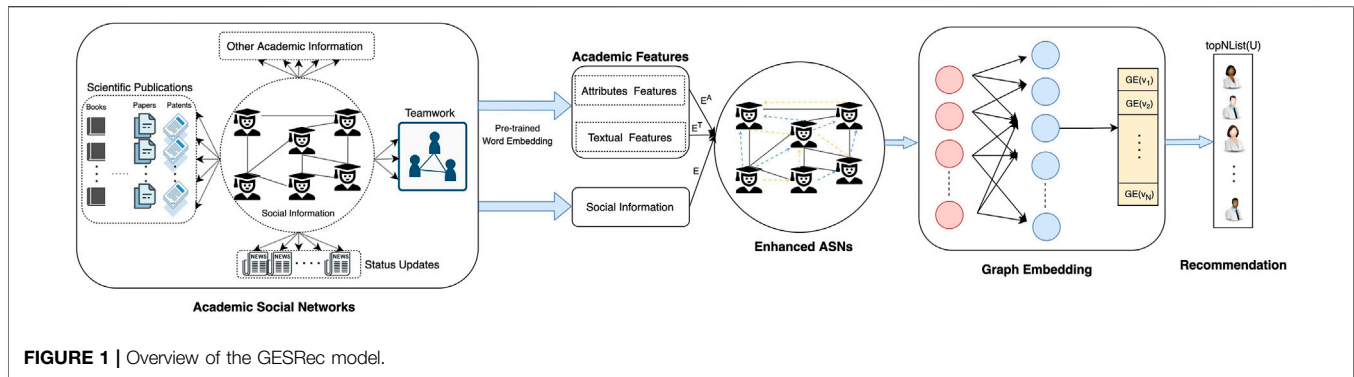 Other Academic Information
Scientific Publications
Books
Papers
Patents
Social Information
Teamwork
NEWS
NEWS
NEWS
Status Updates
Academic Social Networks
Pre-trained
Word Embedding
Academic Features
Attributes Features
Textual Features
Social Information
E^A
E^T
E
Enhanced ASNs
GE(v₁)
GE(v₂)
GE(v_N)
Graph Embedding
topNList(U)
Recommendation
FIGURE 1 | Overview of the GESRec model.